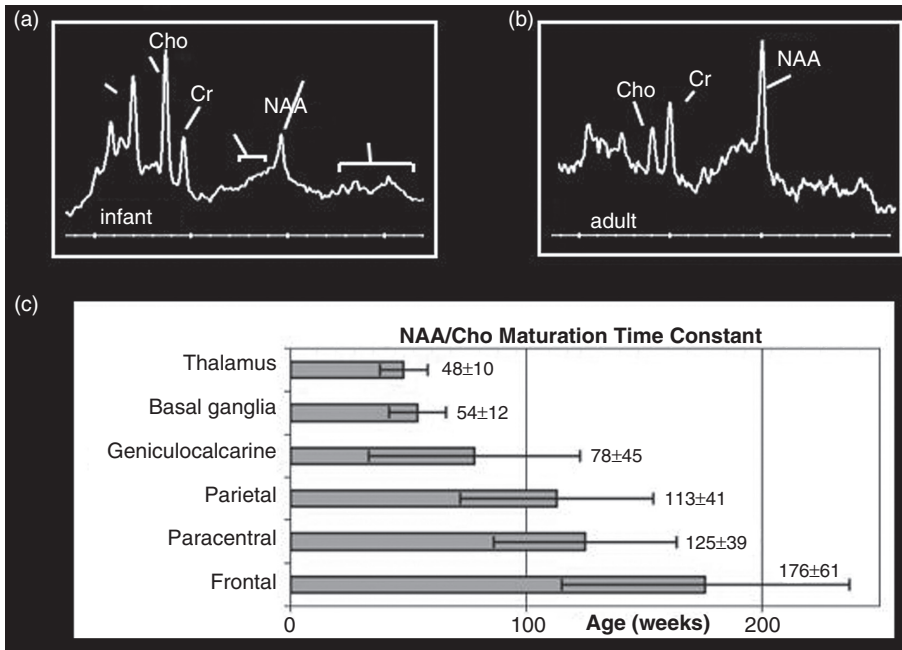 (a)
Cho
Cr
NAA
infant
(b)
Cho
Cr
NAA
adult
(c)
NAA/Cho Maturation Time Constant
Thalamus 48±10
Basal ganglia 54±12
Geniculocalcarine 78±45
Parietal 113±41
Paracentral 125±39
Frontal 176±61
0 100 Age (weeks) 200